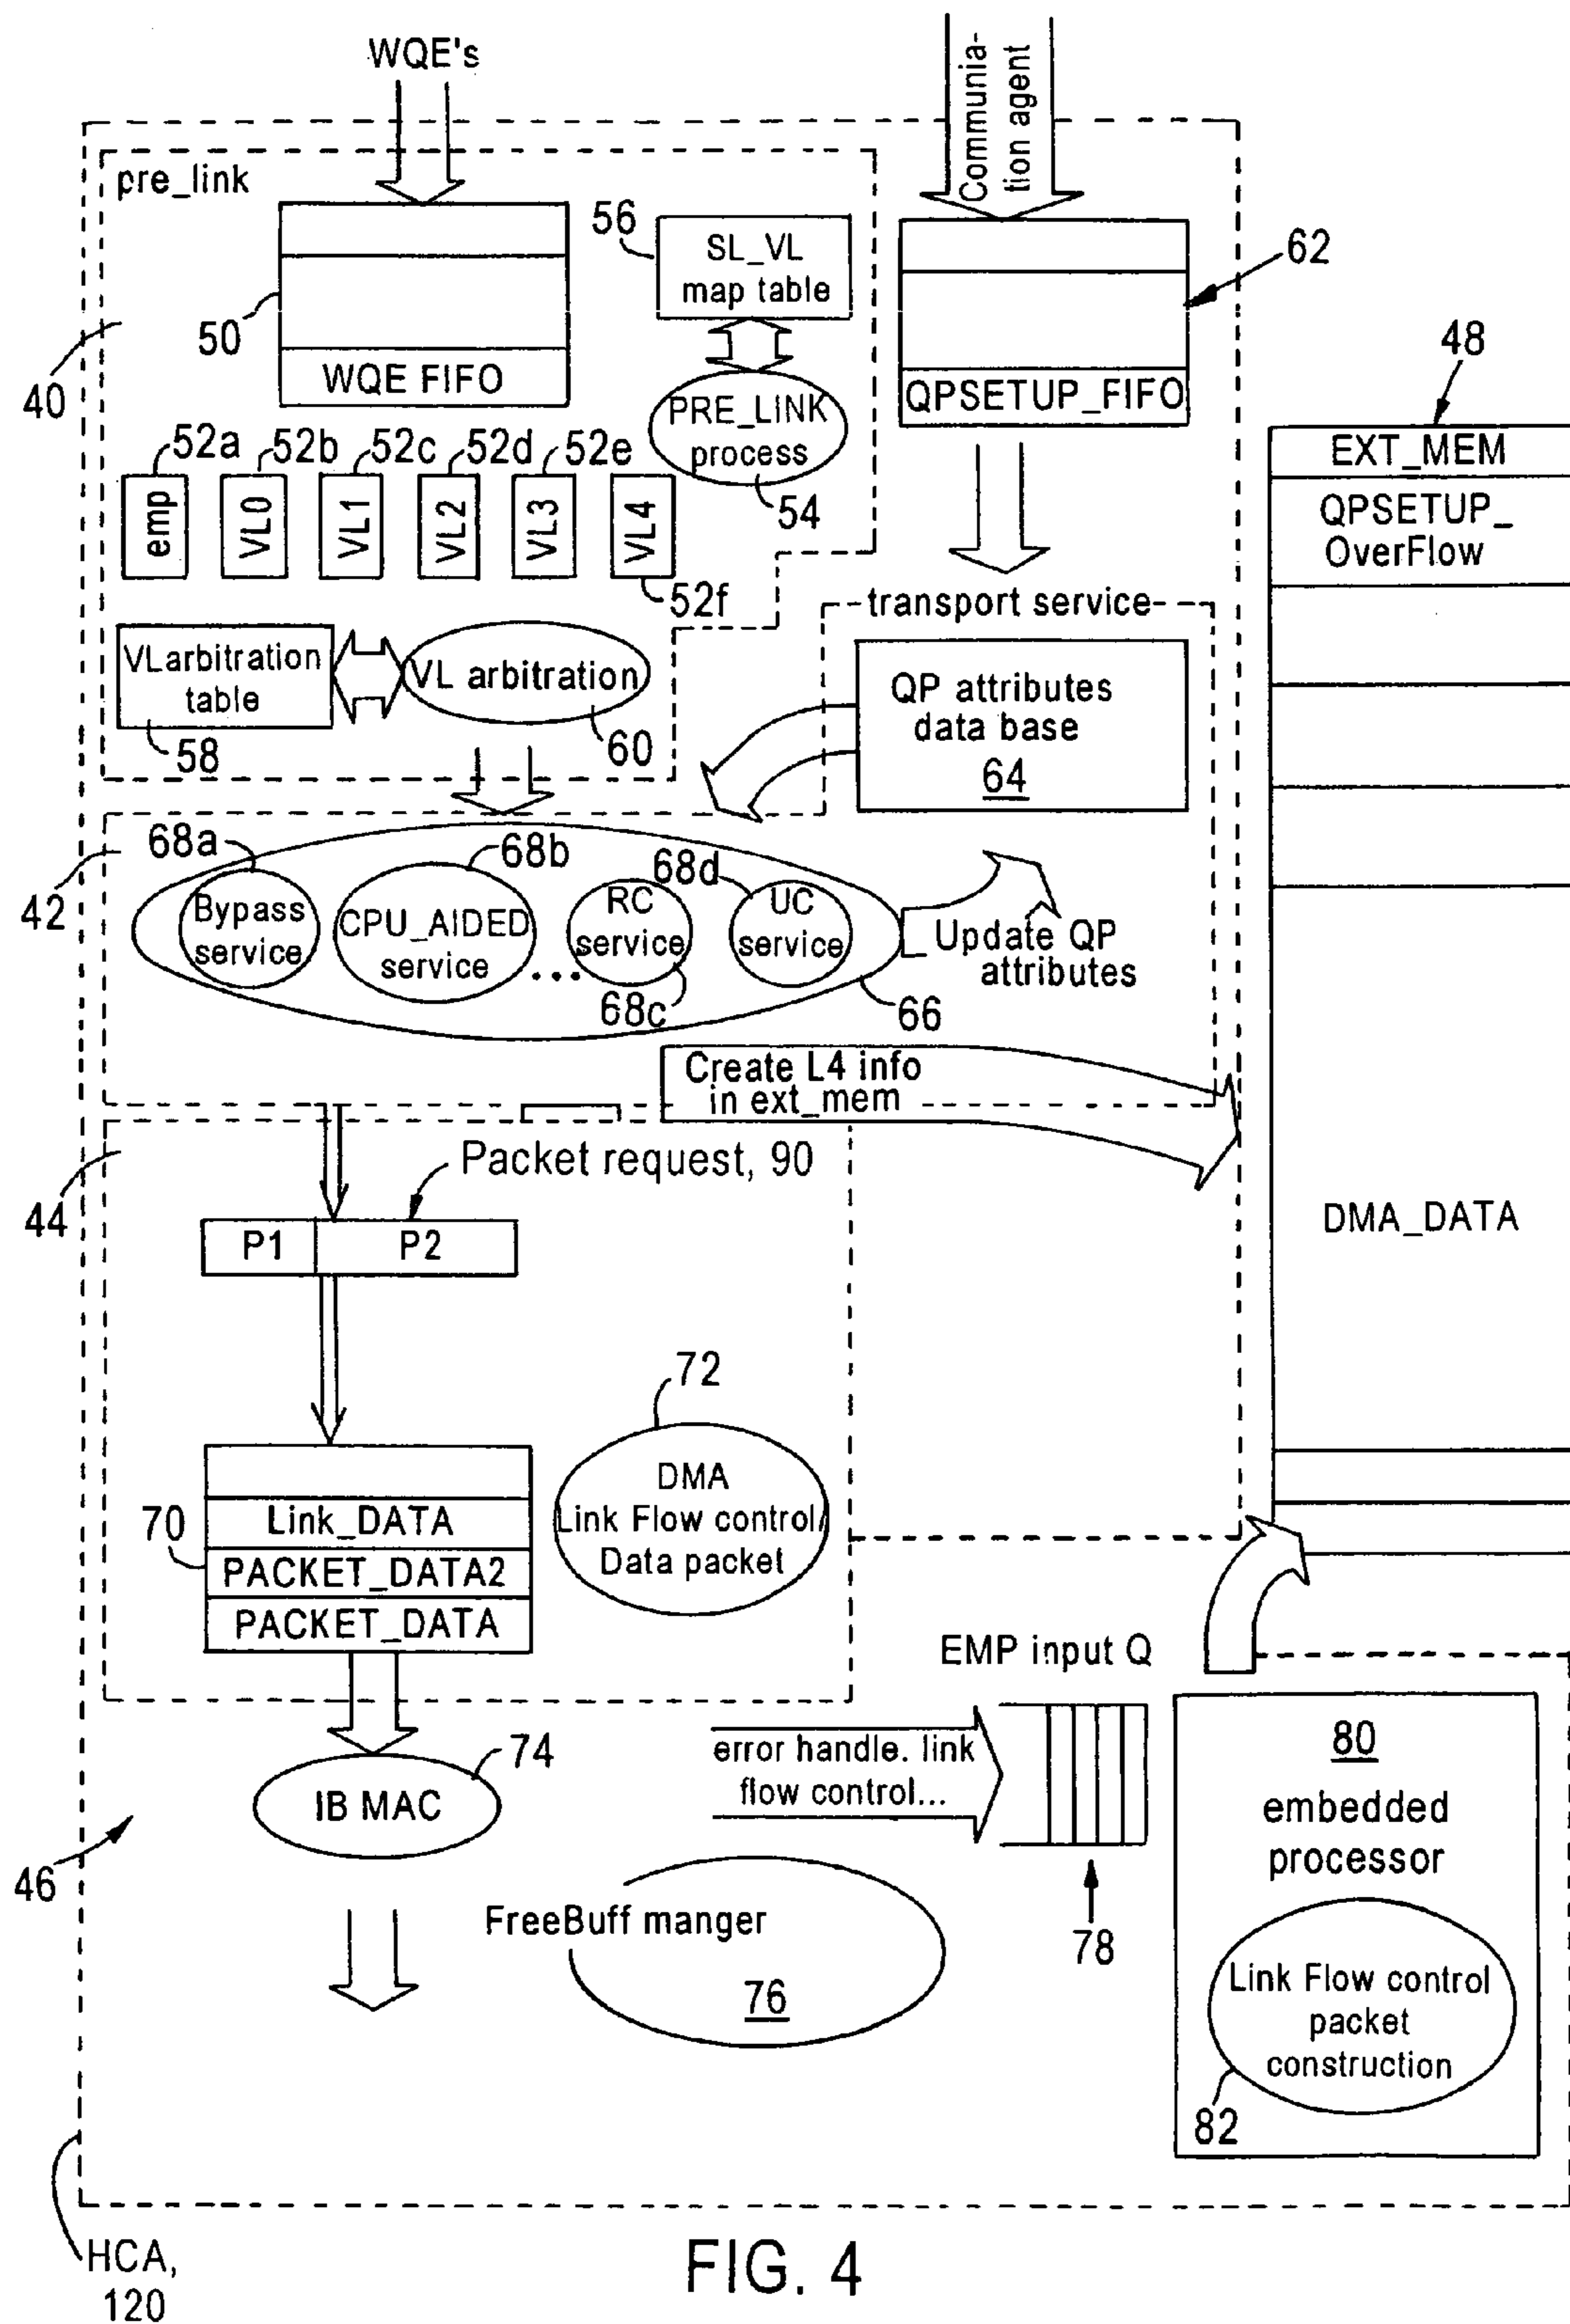 WQE's
Communia-
tion agent
pre_link
56
SL_VL
map table
62
50
40
WQE FIFO
PRE_LINK
process
54
QPSETUP_FIFO
48
EXT_MEM
QPSETUP_
OverFlow
52a
52b
52c
52d
52e
emp
VL0
VL1
VL2
VL3
VL4
52f
transport service
VLarbitration
table
58
VL arbitration
60
QP attributes
data base
64
42
68a
68b
68d
Bypass
service
CPU_AIDED
service
...
RC
service
68c
UC
service
66
Update QP
attributes
Create L4 info
in ext_mem
44
Packet request, 90
P1
P2
DMA_DATA
72
DMA
Link Flow control/
Data packet
70
Link_DATA
PACKET_DATA2
PACKET_DATA
EMP input Q
74
IB MAC
error handle. link
flow control...
78
46
FreeBuff manger
76
80
embedded
processor
Link Flow control
packet
construction
82
HCA,
120
FIG. 4